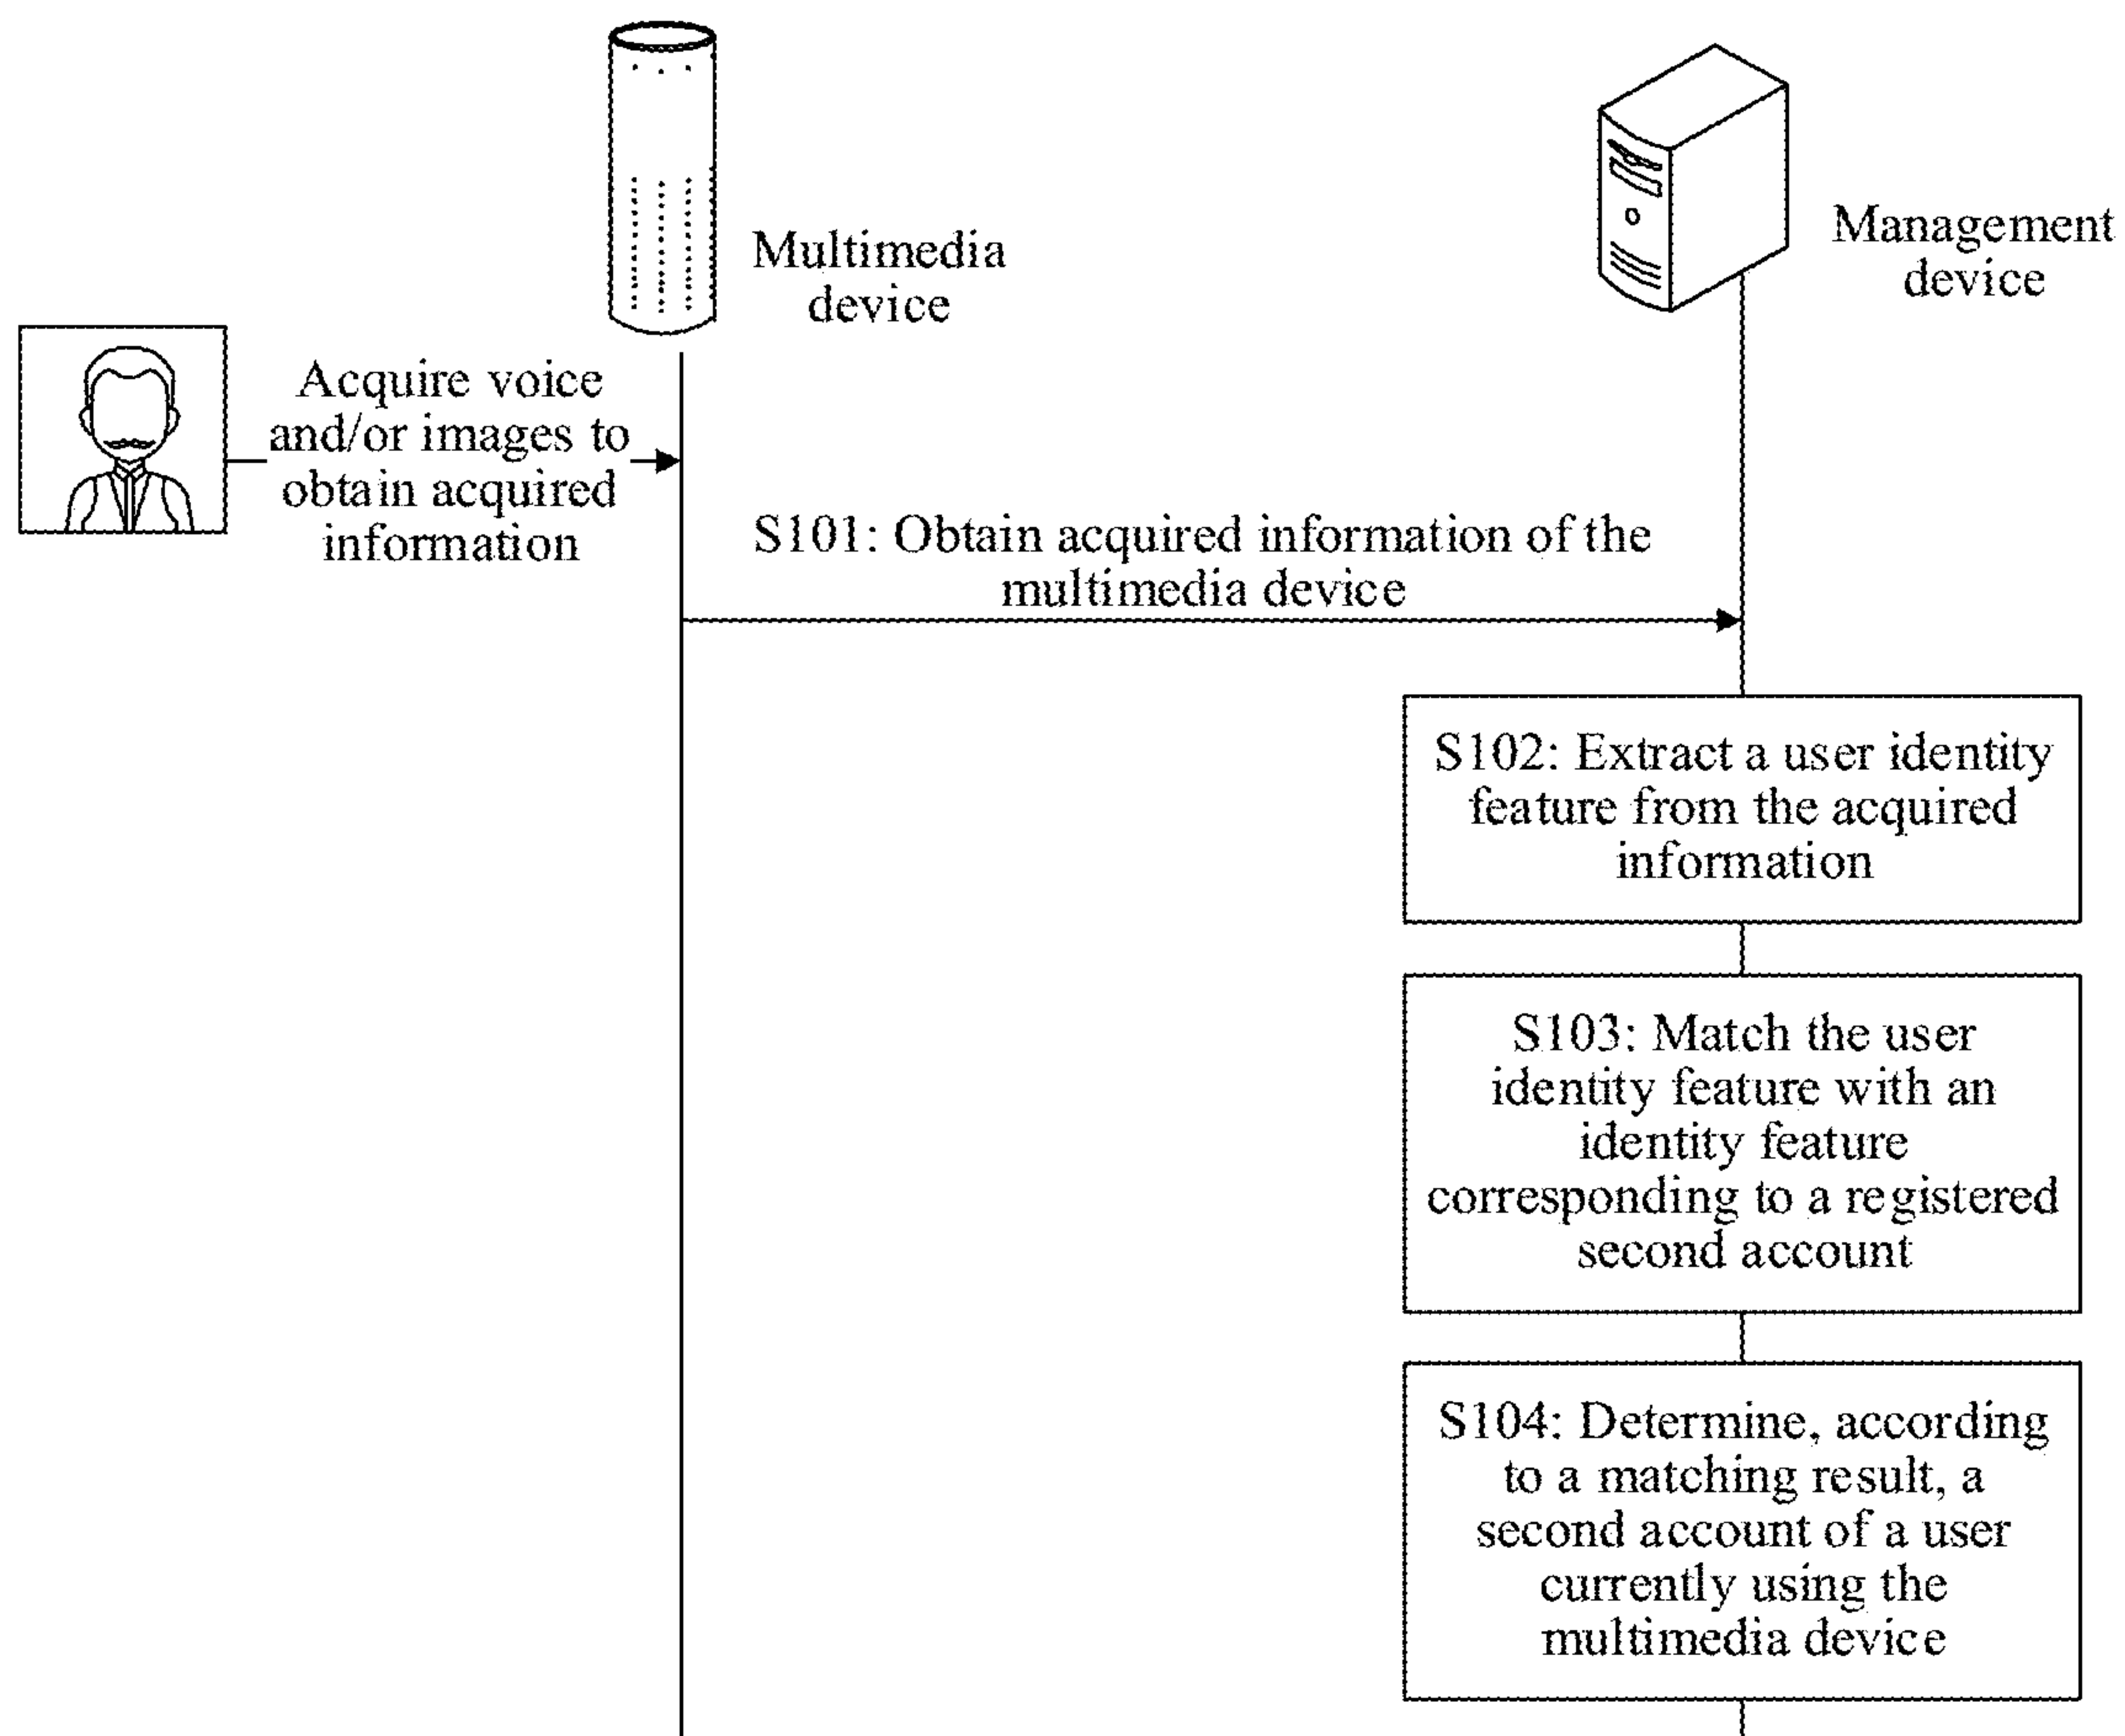 Multimedia
device
Management
device
Acquire voice
and/or images to
obtain acquired
information
S101: Obtain acquired information of the
multimedia device
S102: Extract a user identity
feature from the acquired
information
S103: Match the user
identity feature with an
identity feature
corresponding to a registered
second account
S104: Determine, according
to a matching result, a
second account of a user
currently using the
multimedia device